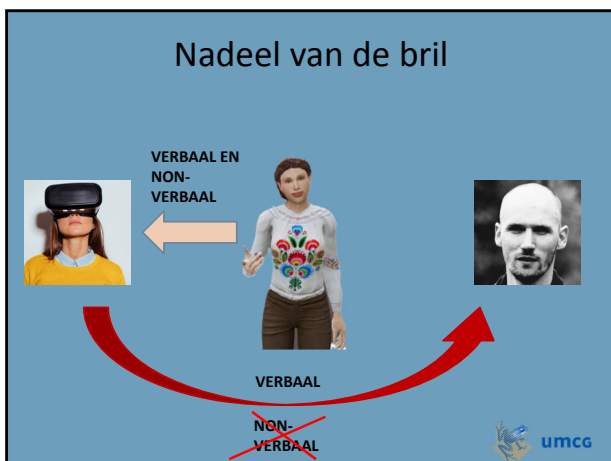 Nadeel van de bril
VERBAAL EN
NON-
VERBAAL
VERBAAL
NON-
VERBAAL
umcg